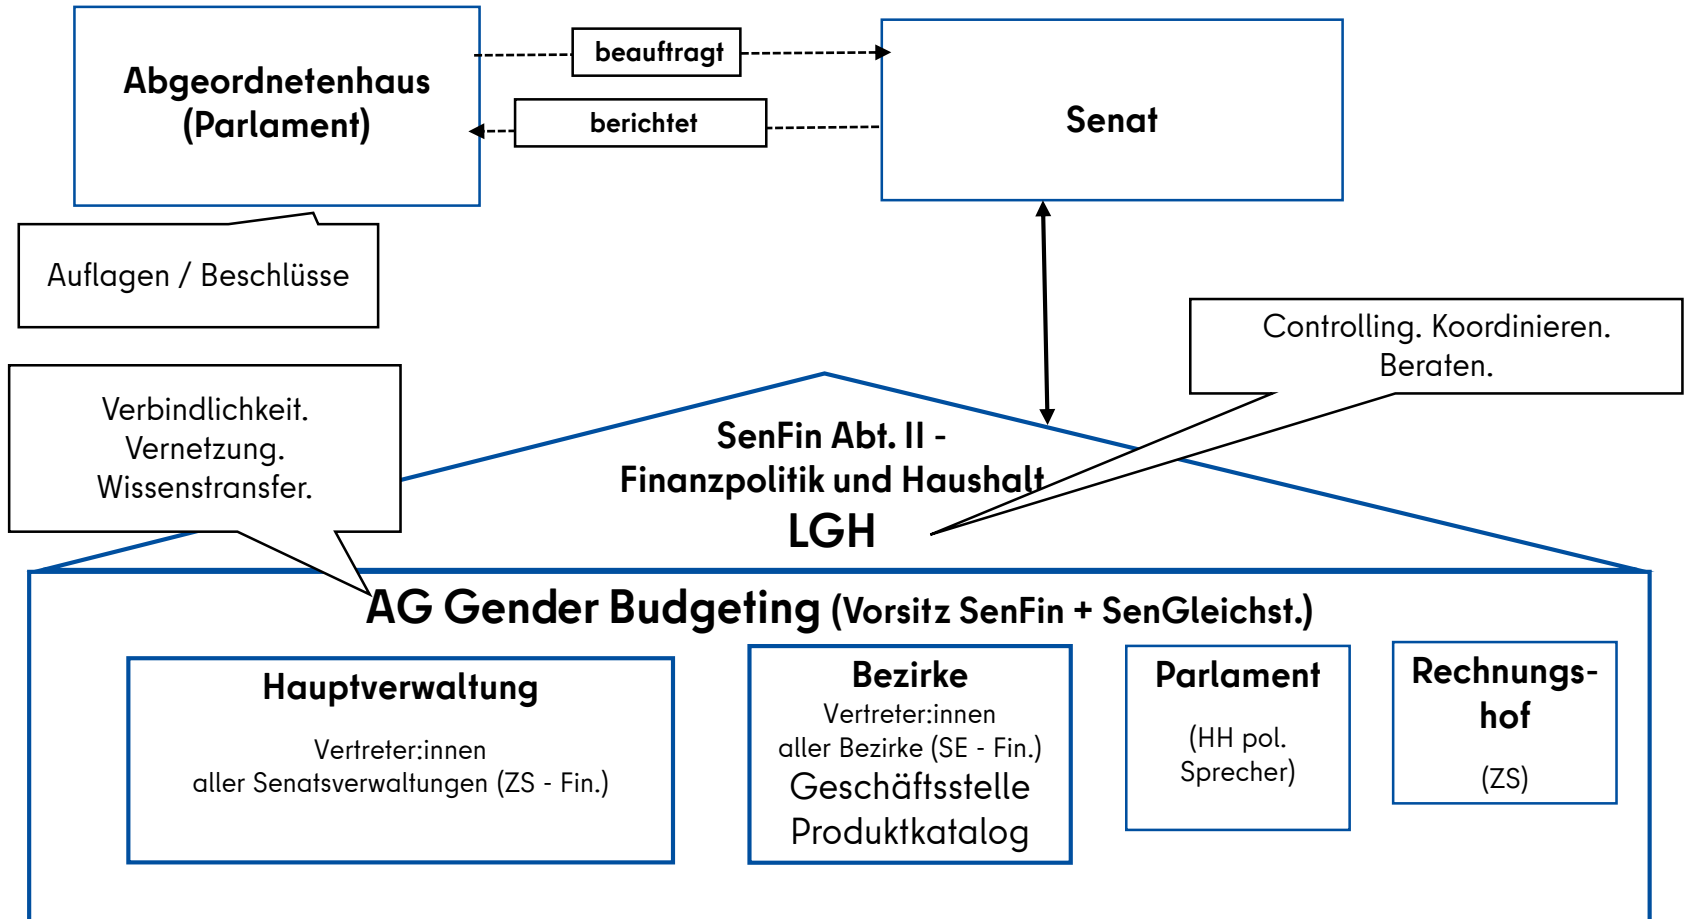 Abgeordnetenhaus
(Parlament)
beauftragt
berichtet
Senat
Auflagen / Beschlüsse
Controlling. Koordinieren.
Beraten.
Verbindlichkeit.
Vernetzung.
Wissenstransfer.
SenFin Abt. II -
Finanzpolitik und Haushalt
LGH
AG Gender Budgeting (Vorsitz SenFin + SenGleichst.)
Hauptverwaltung
Vertreter:innen
aller Senatsverwaltungen (ZS - Fin.)
Bezirke
Vertreter:innen
aller Bezirke (SE - Fin.)
Geschäftsstelle
Produktkatalog
Parlament
(HH pol.
Sprecher)
Rechnungs-
hof
(ZS)